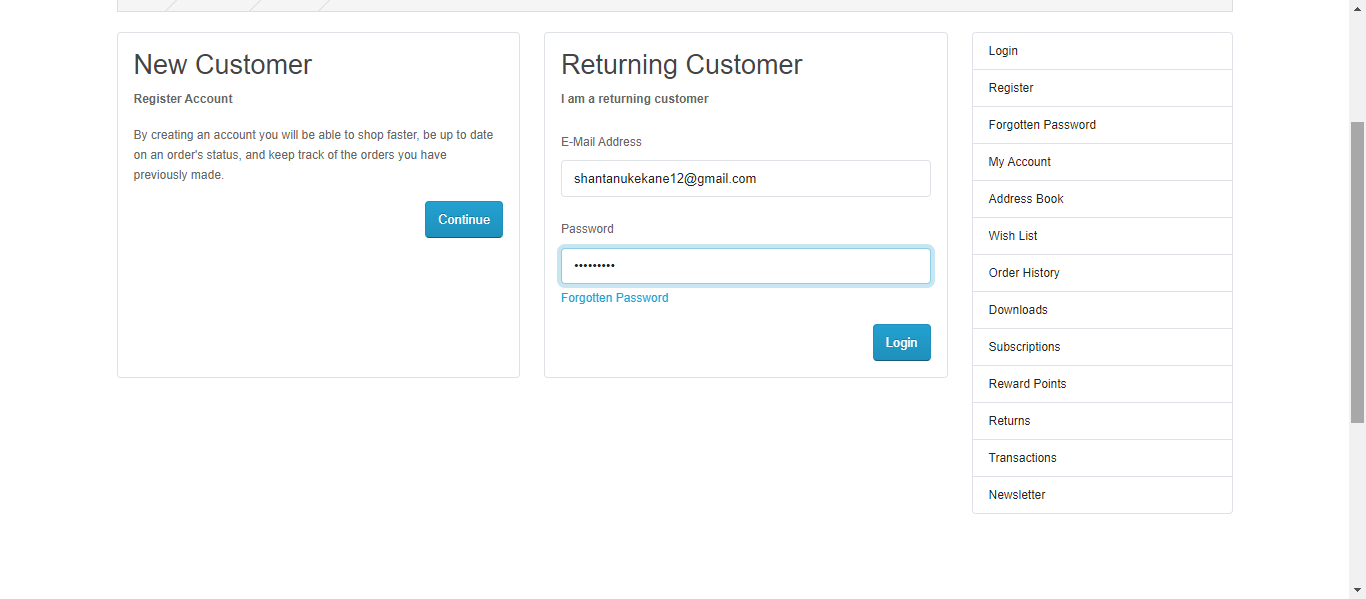 New Customer
Register Account
By creating an account you will be able to shop faster, be up to date
on an order's status, and keep track of the orders you have
previously made.
Continue
Returning Customer
I am a returning customer
E-Mail Address
shantanukekane12@gmail.com
Password
•••••••••
Forgotten Password
Login
Login
Register
Forgotten Password
My Account
Address Book
Wish List
Order History
Downloads
Subscriptions
Reward Points
Returns
Transactions
Newsletter